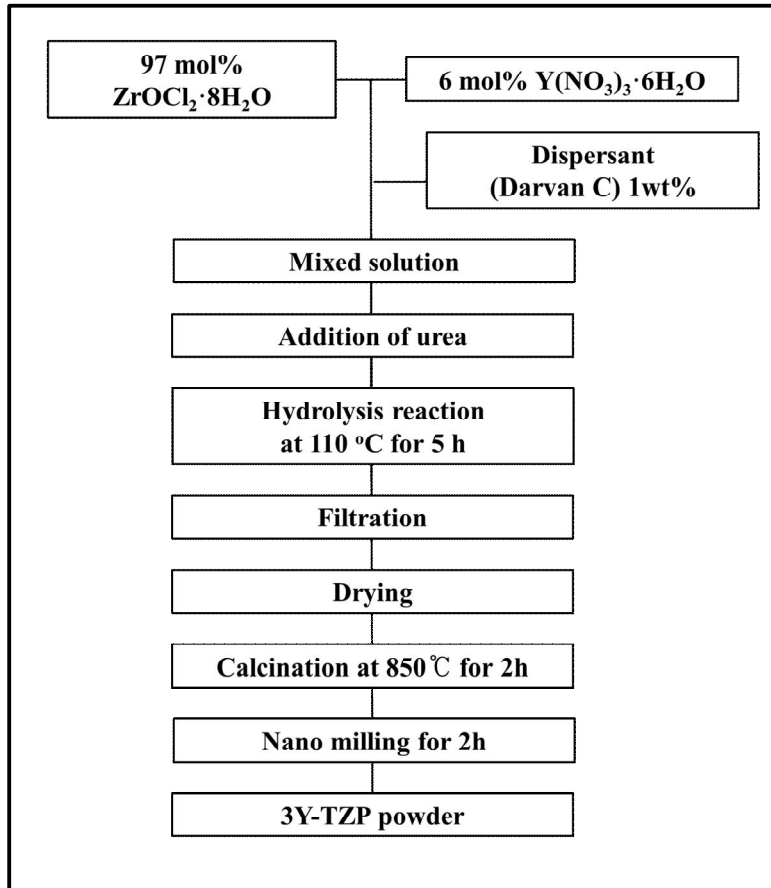 97 mol%
ZrOCl₂·8H₂O
6 mol% Y(NO₃)₃·6H₂O
Dispersant
(Darvan C) 1wt%
Mixed solution
Addition of urea
Hydrolysis reaction
at 110 °C for 5 h
Filtration
Drying
Calcination at 850℃ for 2h
Nano milling for 2h
3Y-TZP powder